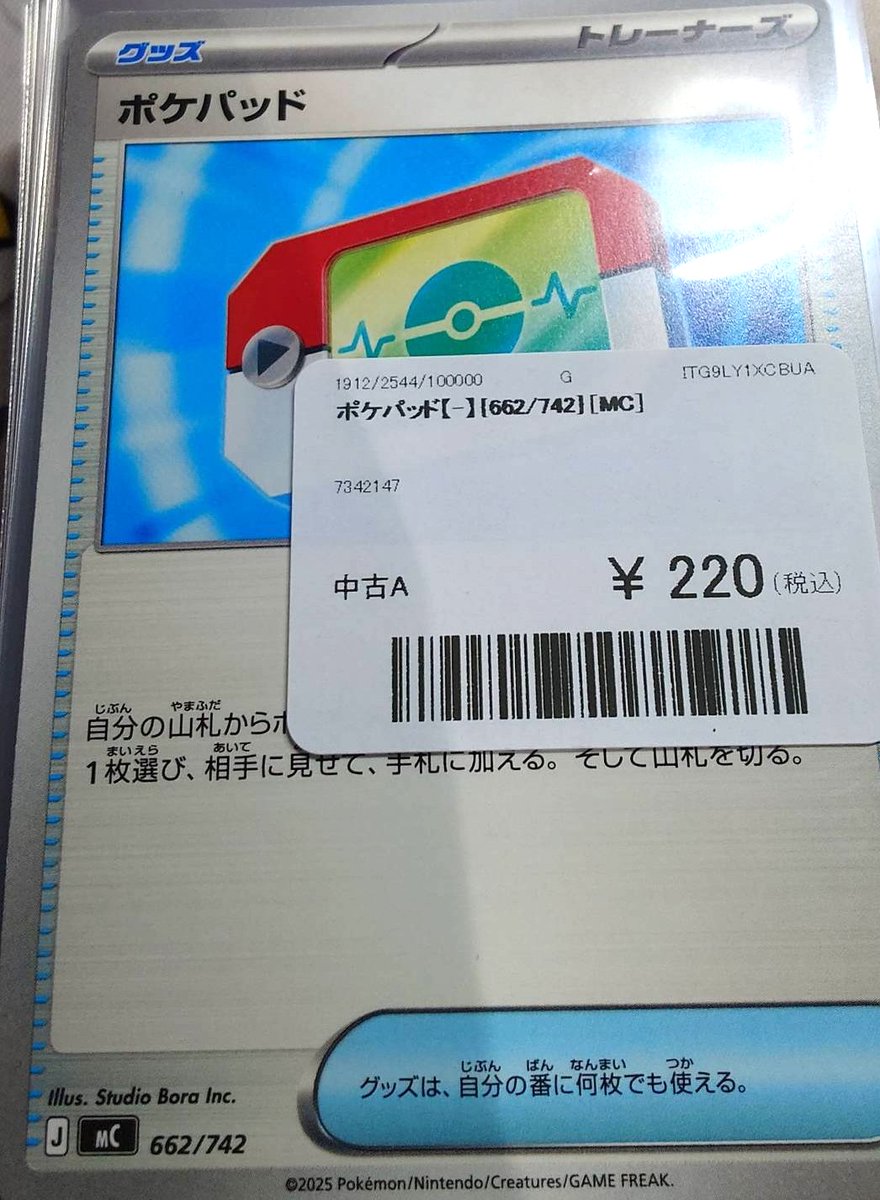 グッズ
トレーナーズ
ポケパッド
1912/2544/100000 G ITG9LY1XCBUA
ポケパッド【-】{662/742}[MC]
7342147
中古A
¥ 220(税込)
じぶん やまふだ
自分の山札から
まいえら あいて
1枚選び、相手に見せて、手札に加える。そして山札を切る。
じぶん ばん なんまい つか
グッズは、自分の番に何枚でも使える。
Illus. Studio Bora Inc.
J MC 662/742
©2025 Pokémon/Nintendo/Creatures/GAME FREAK.